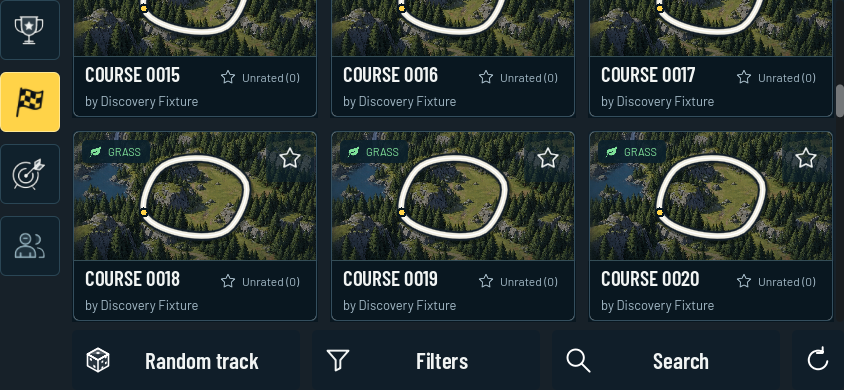 COURSE 0015
Unrated (0)
by Discovery Fixture
COURSE 0016
Unrated (0)
by Discovery Fixture
COURSE 0017
Unrated (0)
by Discovery Fixture
GRASS
COURSE 0018
Unrated (0)
by Discovery Fixture
GRASS
COURSE 0019
Unrated (0)
by Discovery Fixture
GRASS
COURSE 0020
Unrated (0)
by Discovery Fixture
Random track
Filters
Search